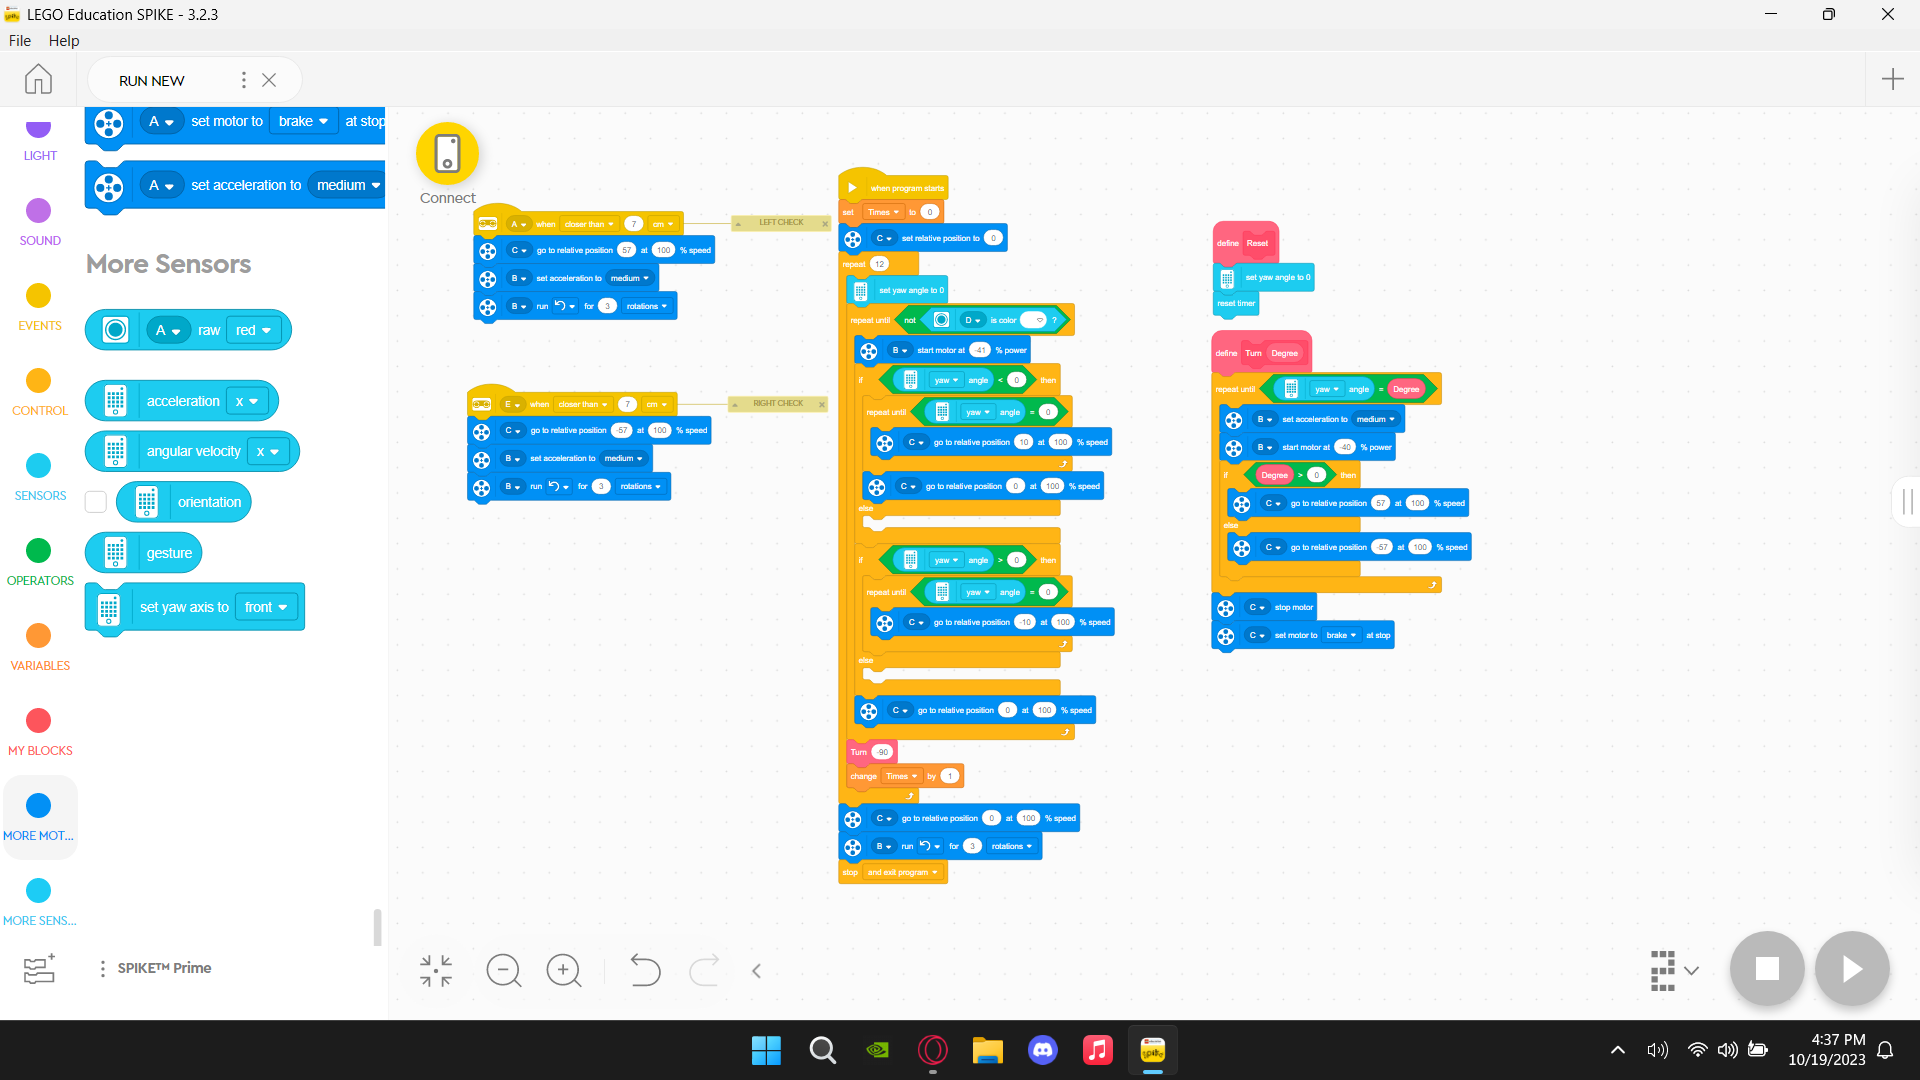 LEGO Education SPIKE - 3.2.3
File Help
RUN NEW
LIGHT
SOUND
EVENTS
CONTROL
SENSORS
OPERATORS
VARIABLES
MY BLOCKS
MORE MOT...
MORE SENS...
A set motor to brake at stop
A set acceleration to medium
More Sensors
A raw red
acceleration x
angular velocity x
orientation
gesture
set yaw axis to front
SPIKE™ Prime
Connect
A when closer than 7 cm
LEFT CHECK
C go to relative position 57 at 100 % speed
B set acceleration to medium
B run for 3 rotations
E when closer than 7 cm
RIGHT CHECK
C go to relative position -57 at 100 % speed
B set acceleration to medium
B run for 3 rotations
when program starts
set Times to 0
C set relative position to 0
repeat 12
set yaw angle to 0
repeat until not D is color ?
B start motor at -41 % power
if yaw angle < 0 then
repeat until yaw angle = 0
C go to relative position 10 at 100 % speed
C go to relative position 0 at 100 % speed
else
if yaw angle > 0 then
repeat until yaw angle = 0
C go to relative position -10 at 100 % speed
else
C go to relative position 0 at 100 % speed
Turn -90
change Times by 1
C go to relative position 0 at 100 % speed
B run for 3 rotations
stop and exit program
define Reset
set yaw angle to 0
reset timer
define Turn Degree
repeat until yaw angle = Degree
B set acceleration to medium
B start motor at -40 % power
if Degree > 0 then
C go to relative position 57 at 100 % speed
else
C go to relative position -57 at 100 % speed
C stop motor
C set motor to brake at stop
4:37 PM
10/19/2023